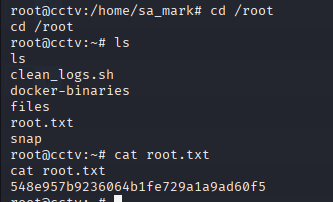 root@cctv:/home/sa_mark# cd /root
cd /root
root@cctv:~# ls
ls
clean_logs.sh
docker-binaries
files
root.txt
snap
root@cctv:~# cat root.txt
cat root.txt
548e957b9236064b1fe729a1a9ad60f5
root@cctv:~#